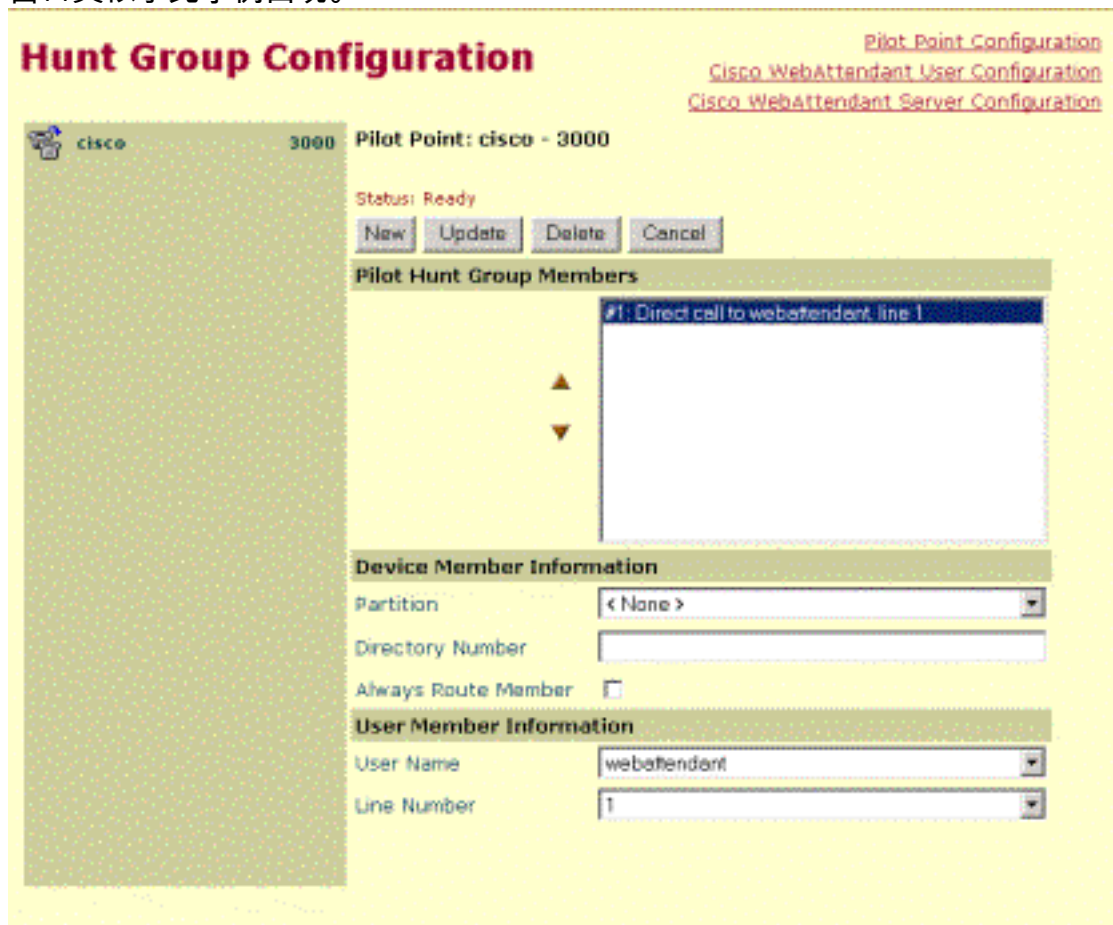 Hunt Group Configuration
Pilot Point Configuration
Cisco WebAttendant User Configuration
Cisco WebAttendant Server Configuration
cisco 3000
Pilot Point: cisco - 3000
Status: Ready
New Update Delete Cancel
Pilot Hunt Group Members
#1: Direct call to webattendant, line 1
Device Member Information
Partition < None >
Directory Number
Always Route Member
User Member Information
User Name webattendant
Line Number 1